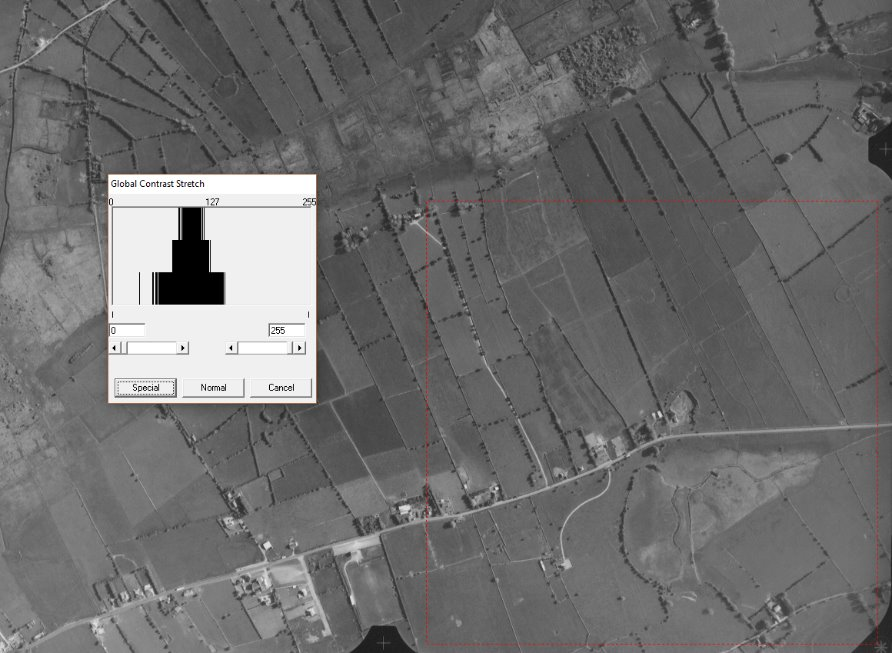 Global Contrast Stretch
0 127 255
0 255
Special Normal Cancel